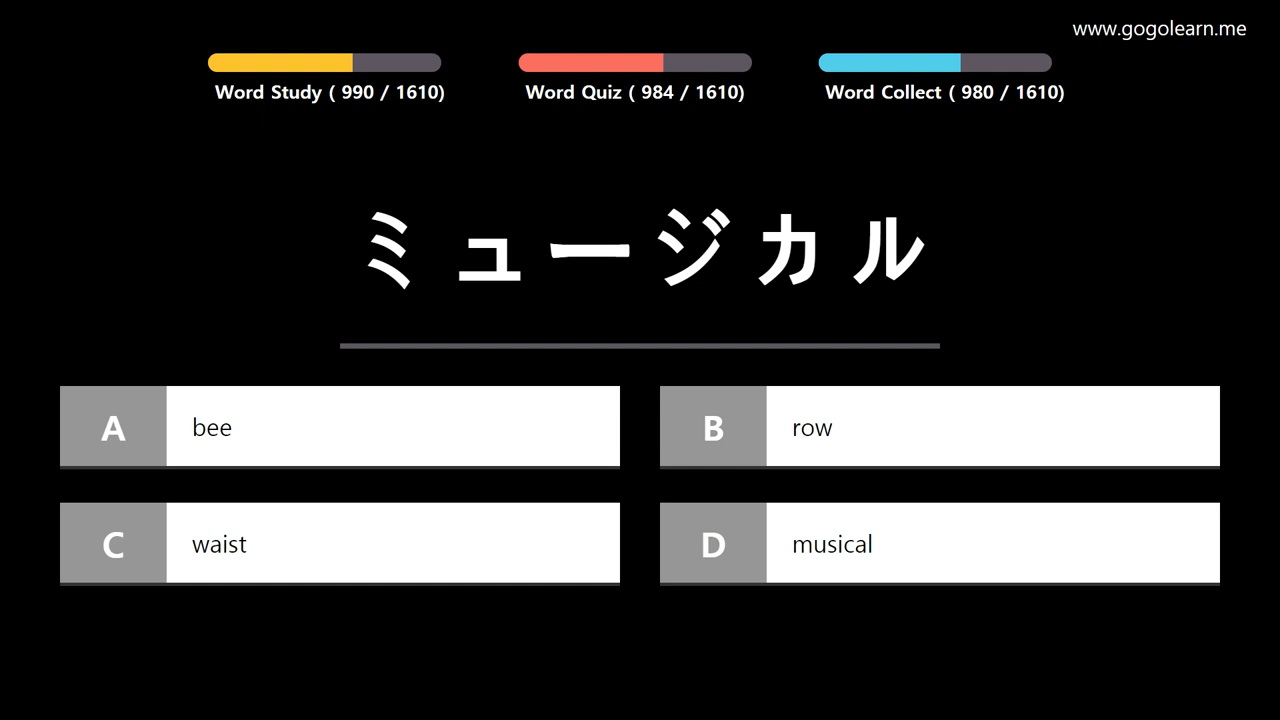 www.gogolearn.me
Word Study ( 990 / 1610)
Word Quiz ( 984 / 1610)
Word Collect ( 980 / 1610)
ミュージカル
A bee
B row
C waist
D musical